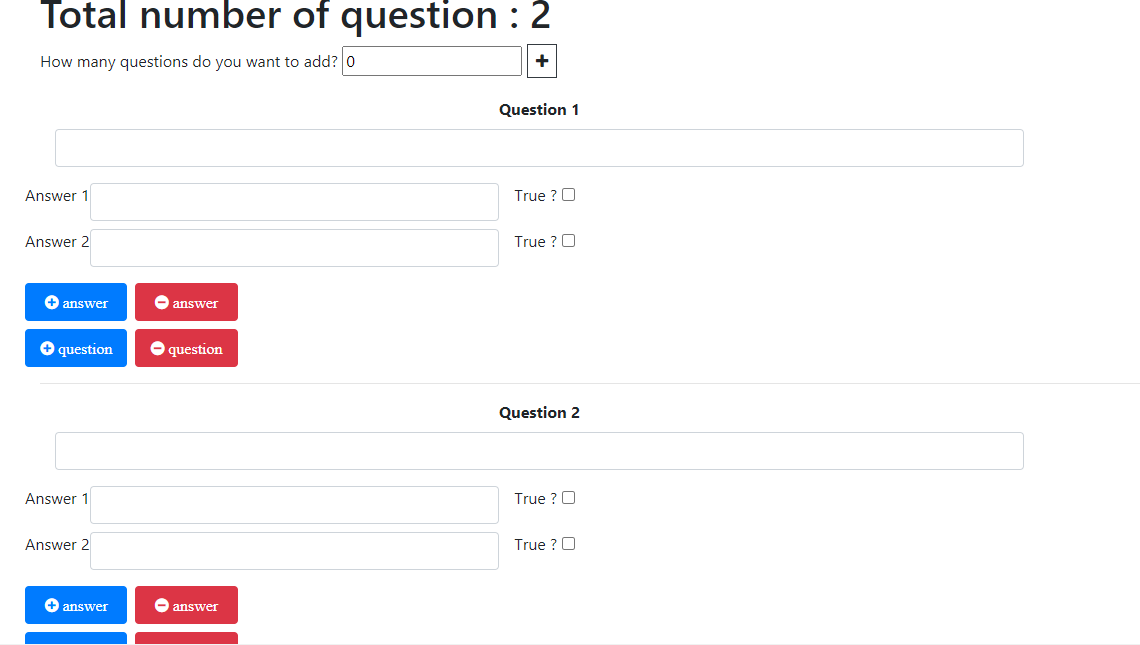 Total number of question : 2
How many questions do you want to add? 0
Question 1
Answer 1 True ?
Answer 2 True ?
answer answer
question question
Question 2
Answer 1 True ?
Answer 2 True ?
answer answer